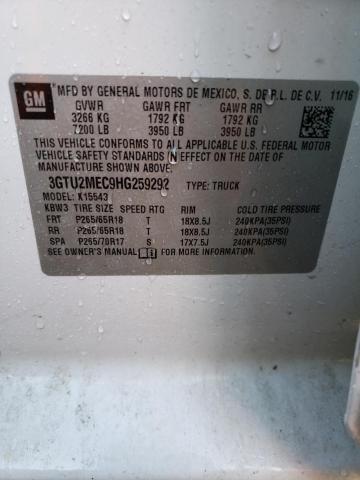 GM MFD BY GENERAL MOTORS DE MEXICO, S. DE R.L. DE C.V. 11/16
GVWR GAWR FRT GAWR RR
3266 KG 1792 KG 1792 KG
7200 LB 3950 LB 3950 LB
THIS VEHICLE CONFORMS TO ALL APPLICABLE U.S. FEDERAL MOTOR
VEHICLE SAFETY STANDARDS IN EFFECT ON THE DATE OF
MANUFACTURE SHOWN ABOVE.
3GTU2MEC9HG259292 TYPE: TRUCK
MODEL: K15543
KBW3 TIRE SIZE SPEED RTG RIM COLD TIRE PRESSURE
FRT P265/65R18 T 18X8.5J 240KPA(35PSI)
RR P265/65R18 T 18X8.5J 240KPA(35PSI)
SPA P265/70R17 S 17X7.5J 240KPA(35PSI)
SEE OWNER'S MANUAL FOR MORE INFORMATION.